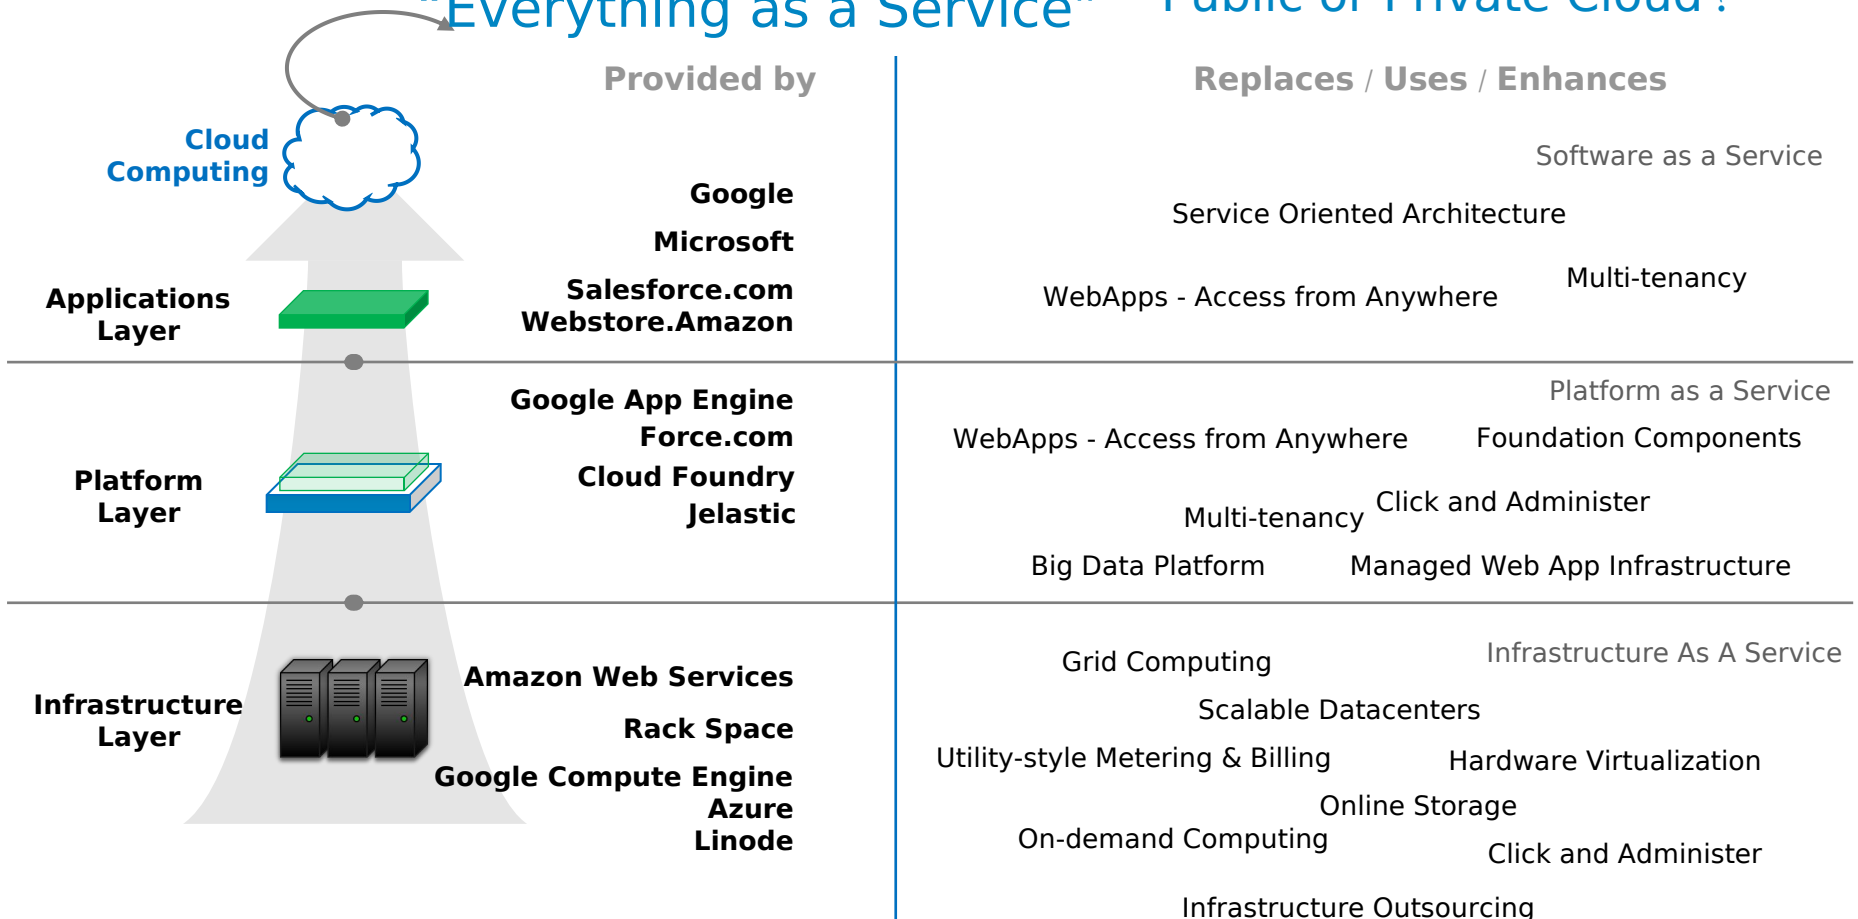 "Everything as a Service"
Public or Private Cloud?
Provided by
Replaces / Uses / Enhances
Cloud
Computing
Software as a Service
Google
Service Oriented Architecture
Microsoft
Multi-tenancy
Applications
Layer
Salesforce.com
Webstore.Amazon
WebApps - Access from Anywhere
Platform as a Service
Google App Engine
Force.com
WebApps - Access from Anywhere
Foundation Components
Platform
Layer
Cloud Foundry
Jelastic
Click and Administer
Multi-tenancy
Big Data Platform
Managed Web App Infrastructure
Infrastructure As A Service
Grid Computing
Amazon Web Services
Infrastructure
Layer
Scalable Datacenters
Rack Space
Utility-style Metering & Billing
Hardware Virtualization
Google Compute Engine
Azure
Linode
Online Storage
On-demand Computing
Click and Administer
Infrastructure Outsourcing